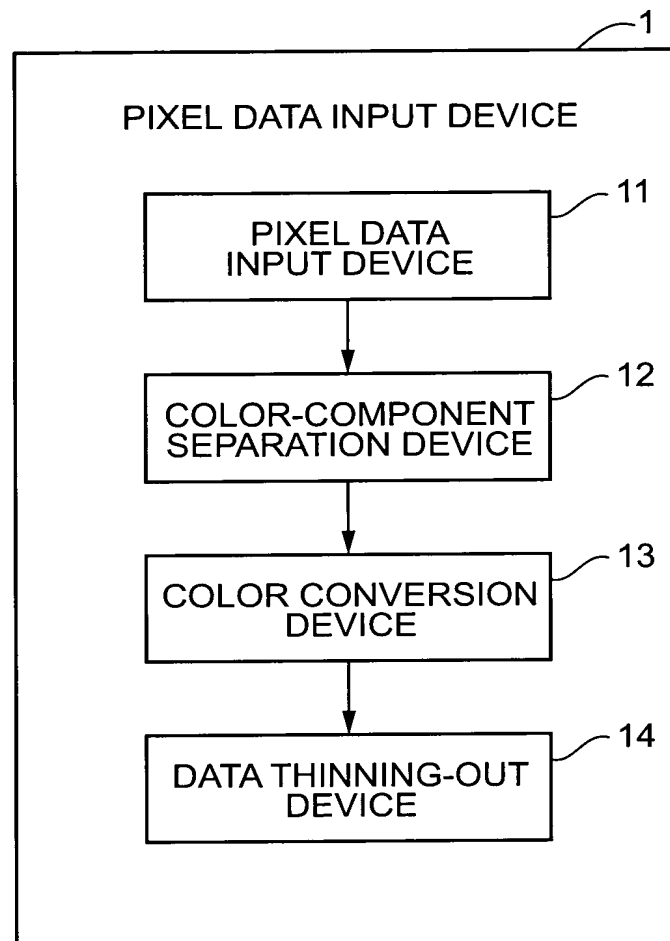 1
PIXEL DATA INPUT DEVICE
11
PIXEL DATA
INPUT DEVICE
12
COLOR-COMPONENT
SEPARATION DEVICE
13
COLOR CONVERSION
DEVICE
14
DATA THINNING-OUT
DEVICE